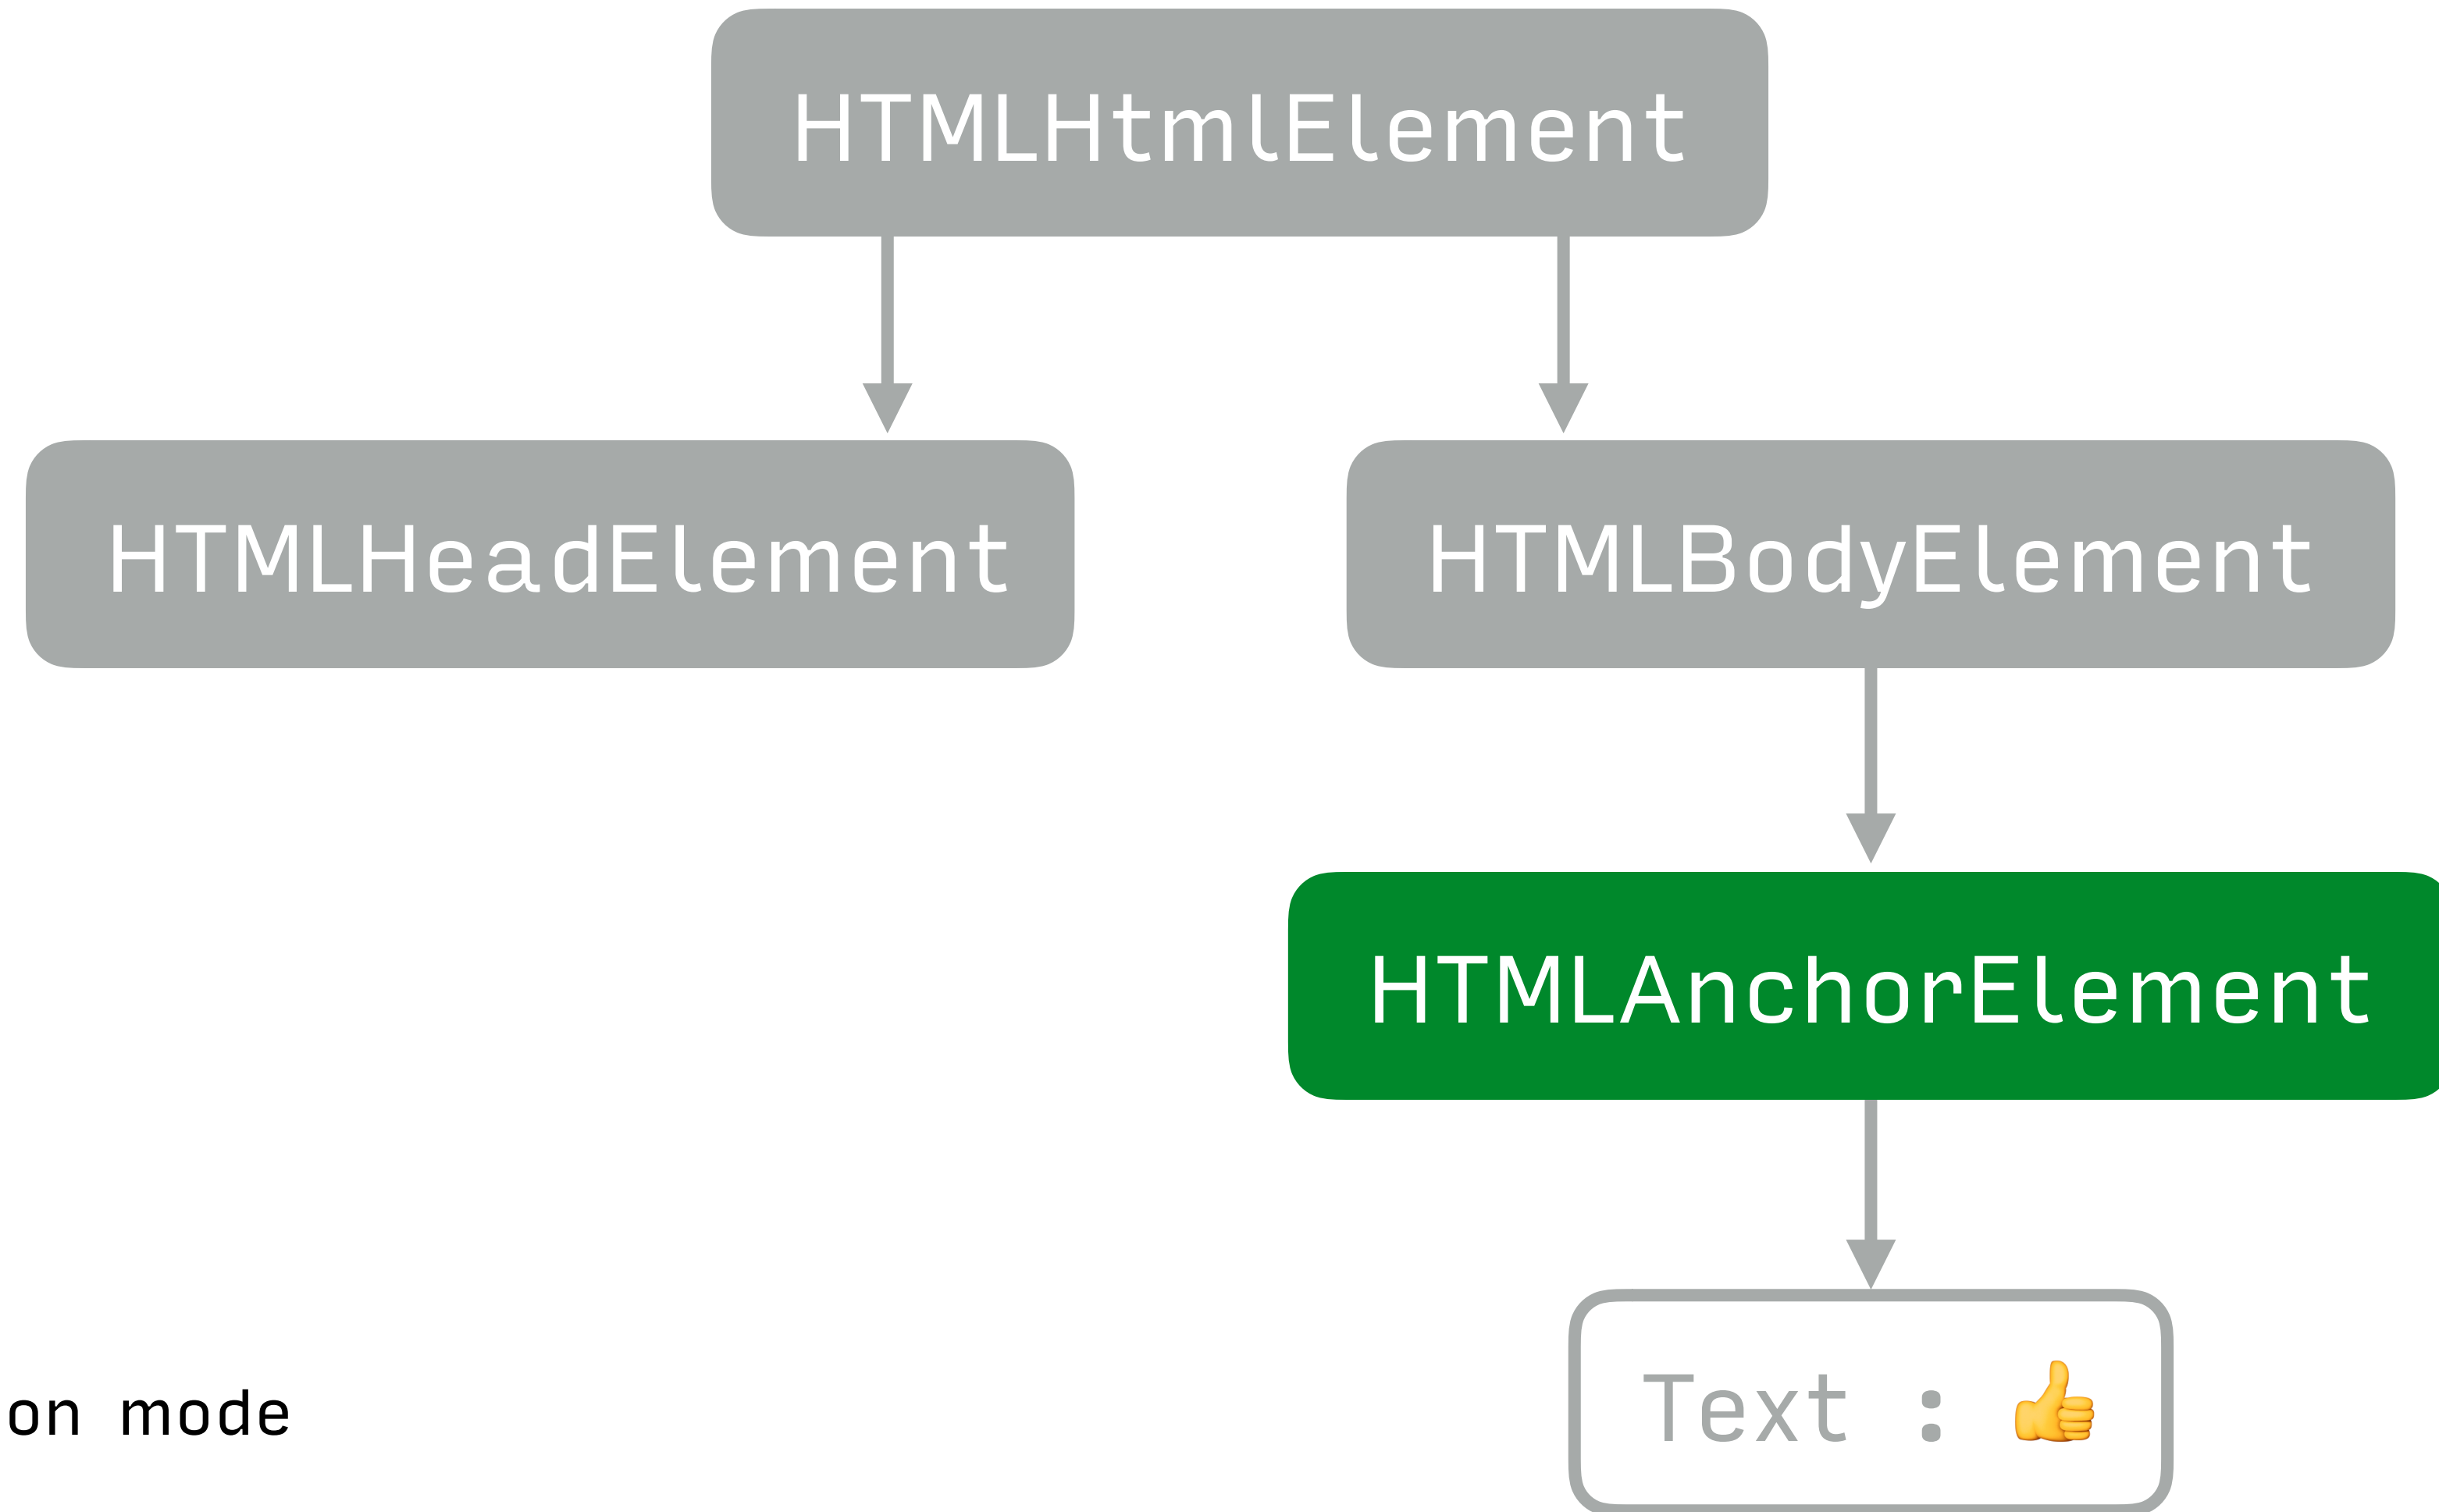 HTMLHtmlElement
HTMLHeadElement
HTMLBodyElement
HTMLAnchorElement
Text : 👍
on mode